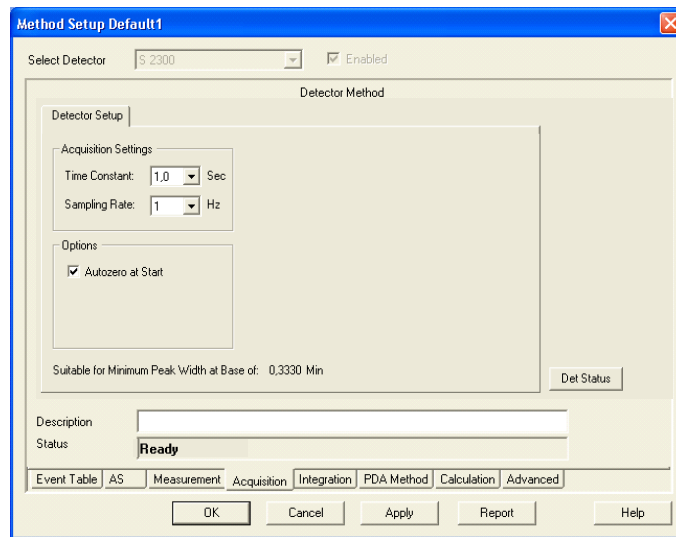 Method Setup Default1
Select Detector S 2300 Enabled
Detector Method
Detector Setup
Acquisition Settings
Time Constant: 1,0 Sec
Sampling Rate: 1 Hz
Options
Autozero at Start
Suitable for Minimum Peak Width at Base of: 0,3330 Min
Det Status
Description
Status Ready
Event Table AS Measurement Acquisition Integration PDA Method Calculation Advanced
OK Cancel Apply Report Help